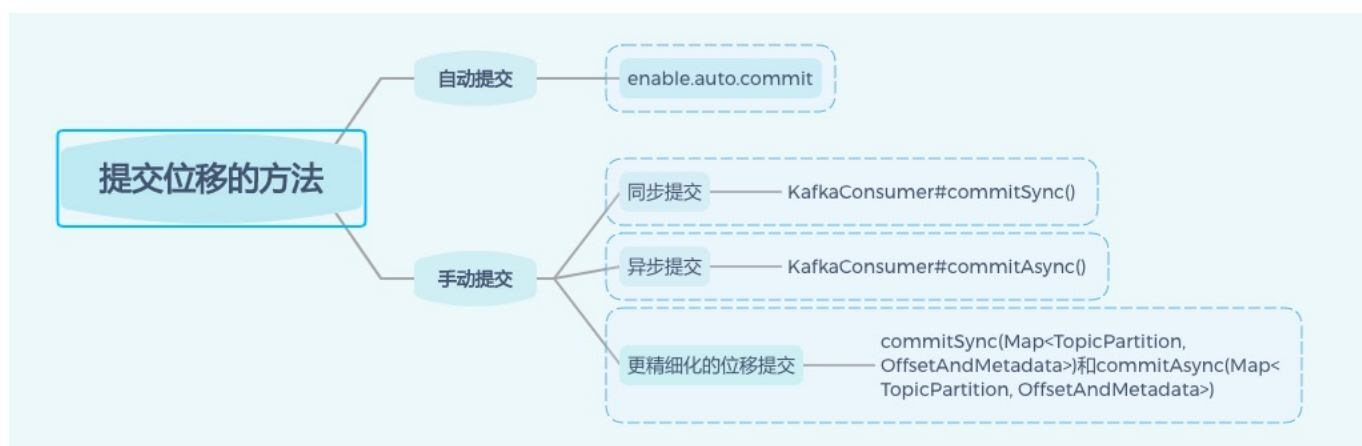 提交位移的方法
自动提交
enable.auto.commit
手动提交
同步提交
KafkaConsumer#commitSync()
异步提交
KafkaConsumer#commitAsync()
更精细化的位移提交
commitSync(Map<TopicPartition,
OffsetAndMetadata>)和commitAsync(Map<
TopicPartition, OffsetAndMetadata>)